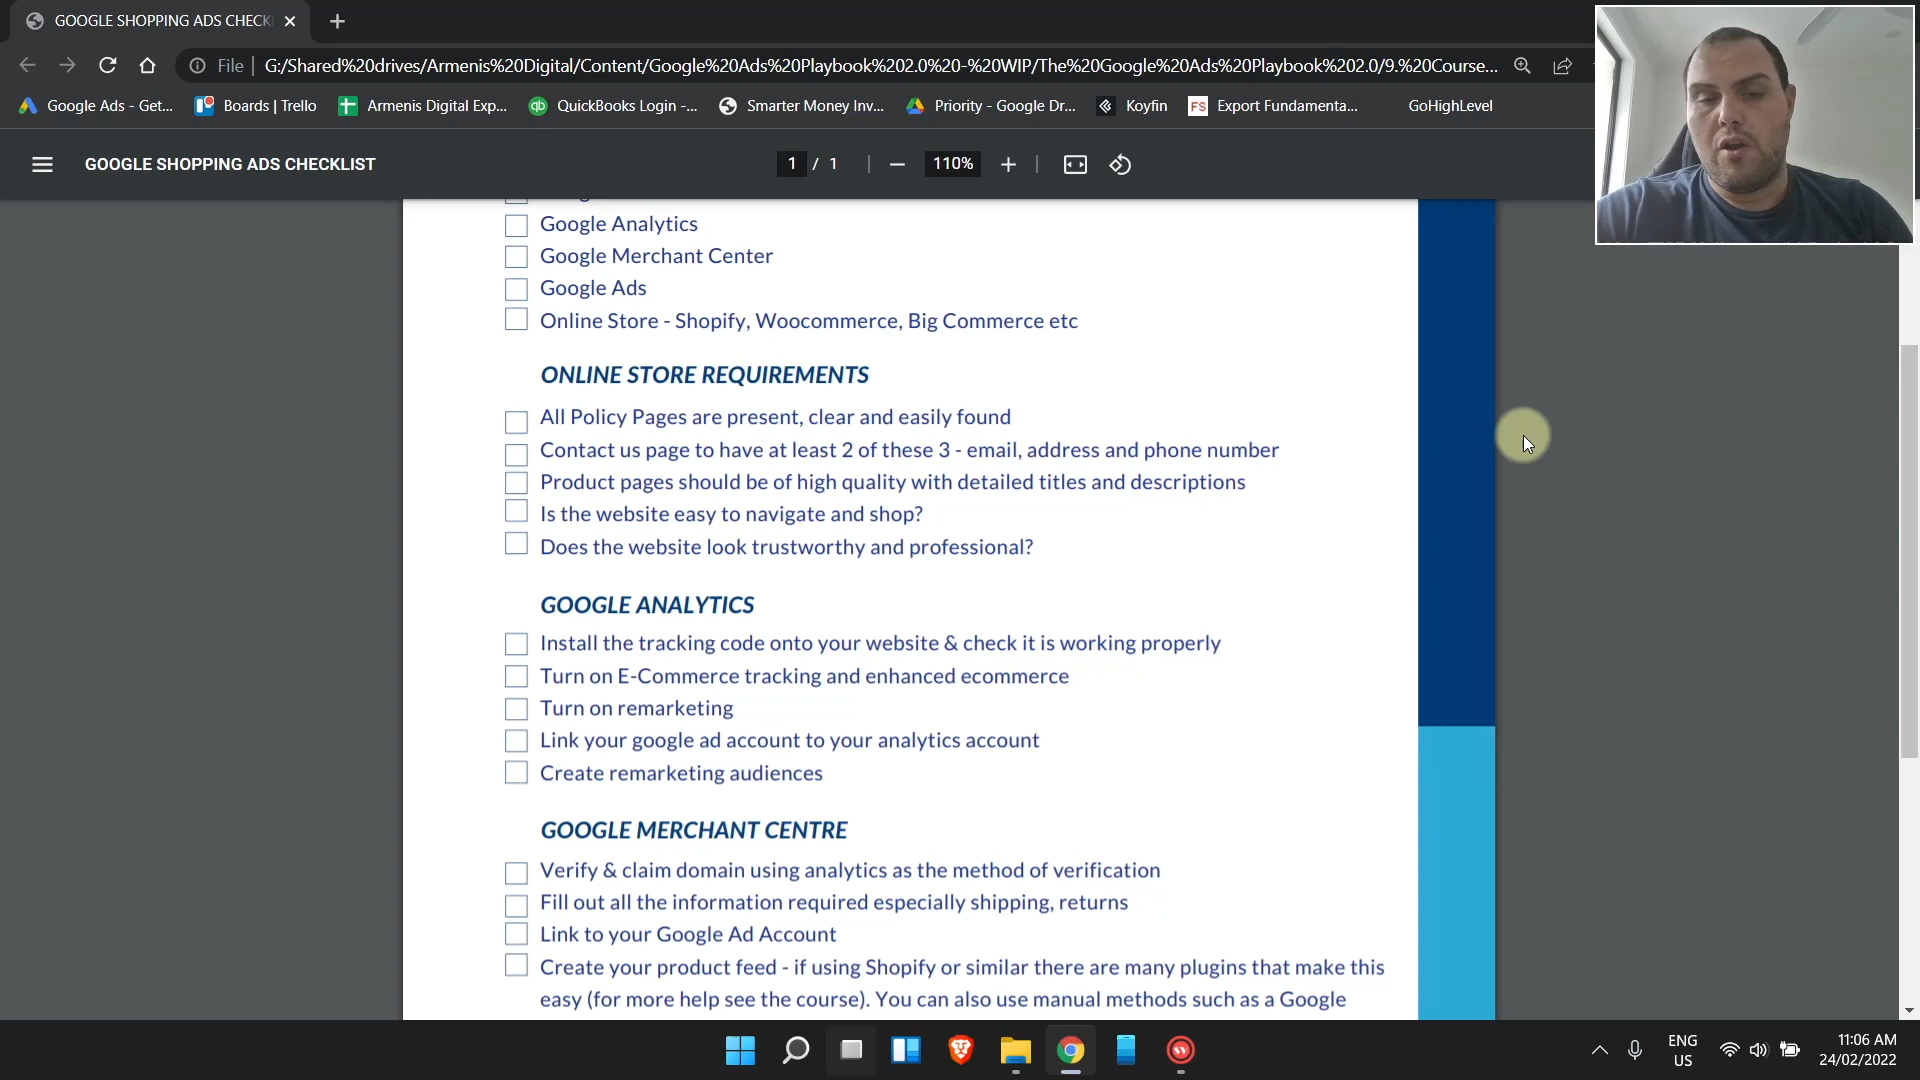 GOOGLE SHOPPING ADS CHECK
File
G:/Shared%20drives/Armenis%20Digital/Content/Google%20Ads%20Playbook%202.0%20-%20WIP/The%20Google%20Ads%20Playbook%202.0/9.%20Course...
Google Ads - Get...
Boards | Trello
Armenis Digital Exp...
qb
QuickBooks Login -...
Smarter Money Inv...
Priority - Google Dr...
Koyfin
FS
Export Fundamenta...
GoHighLevel
GOOGLE SHOPPING ADS CHECKLIST
1 / 1
110%
Google Analytics
Google Merchant Center
Google Ads
Online Store - Shopify, Woocommerce, Big Commerce etc
ONLINE STORE REQUIREMENTS
All Policy Pages are present, clear and easily found
Contact us page to have at least 2 of these 3 - email, address and phone number
Product pages should be of high quality with detailed titles and descriptions
Is the website easy to navigate and shop?
Does the website look trustworthy and professional?
GOOGLE ANALYTICS
Install the tracking code onto your website & check it is working properly
Turn on E-Commerce tracking and enhanced ecommerce
Turn on remarketing
Link your google ad account to your analytics account
Create remarketing audiences
GOOGLE MERCHANT CENTRE
Verify & claim domain using analytics as the method of verification
Fill out all the information required especially shipping, returns
Link to your Google Ad Account
Create your product feed - if using Shopify or similar there are many plugins that make this
easy (for more help see the course). You can also use manual methods such as a Google
ENG
US
11:06 AM
24/02/2022